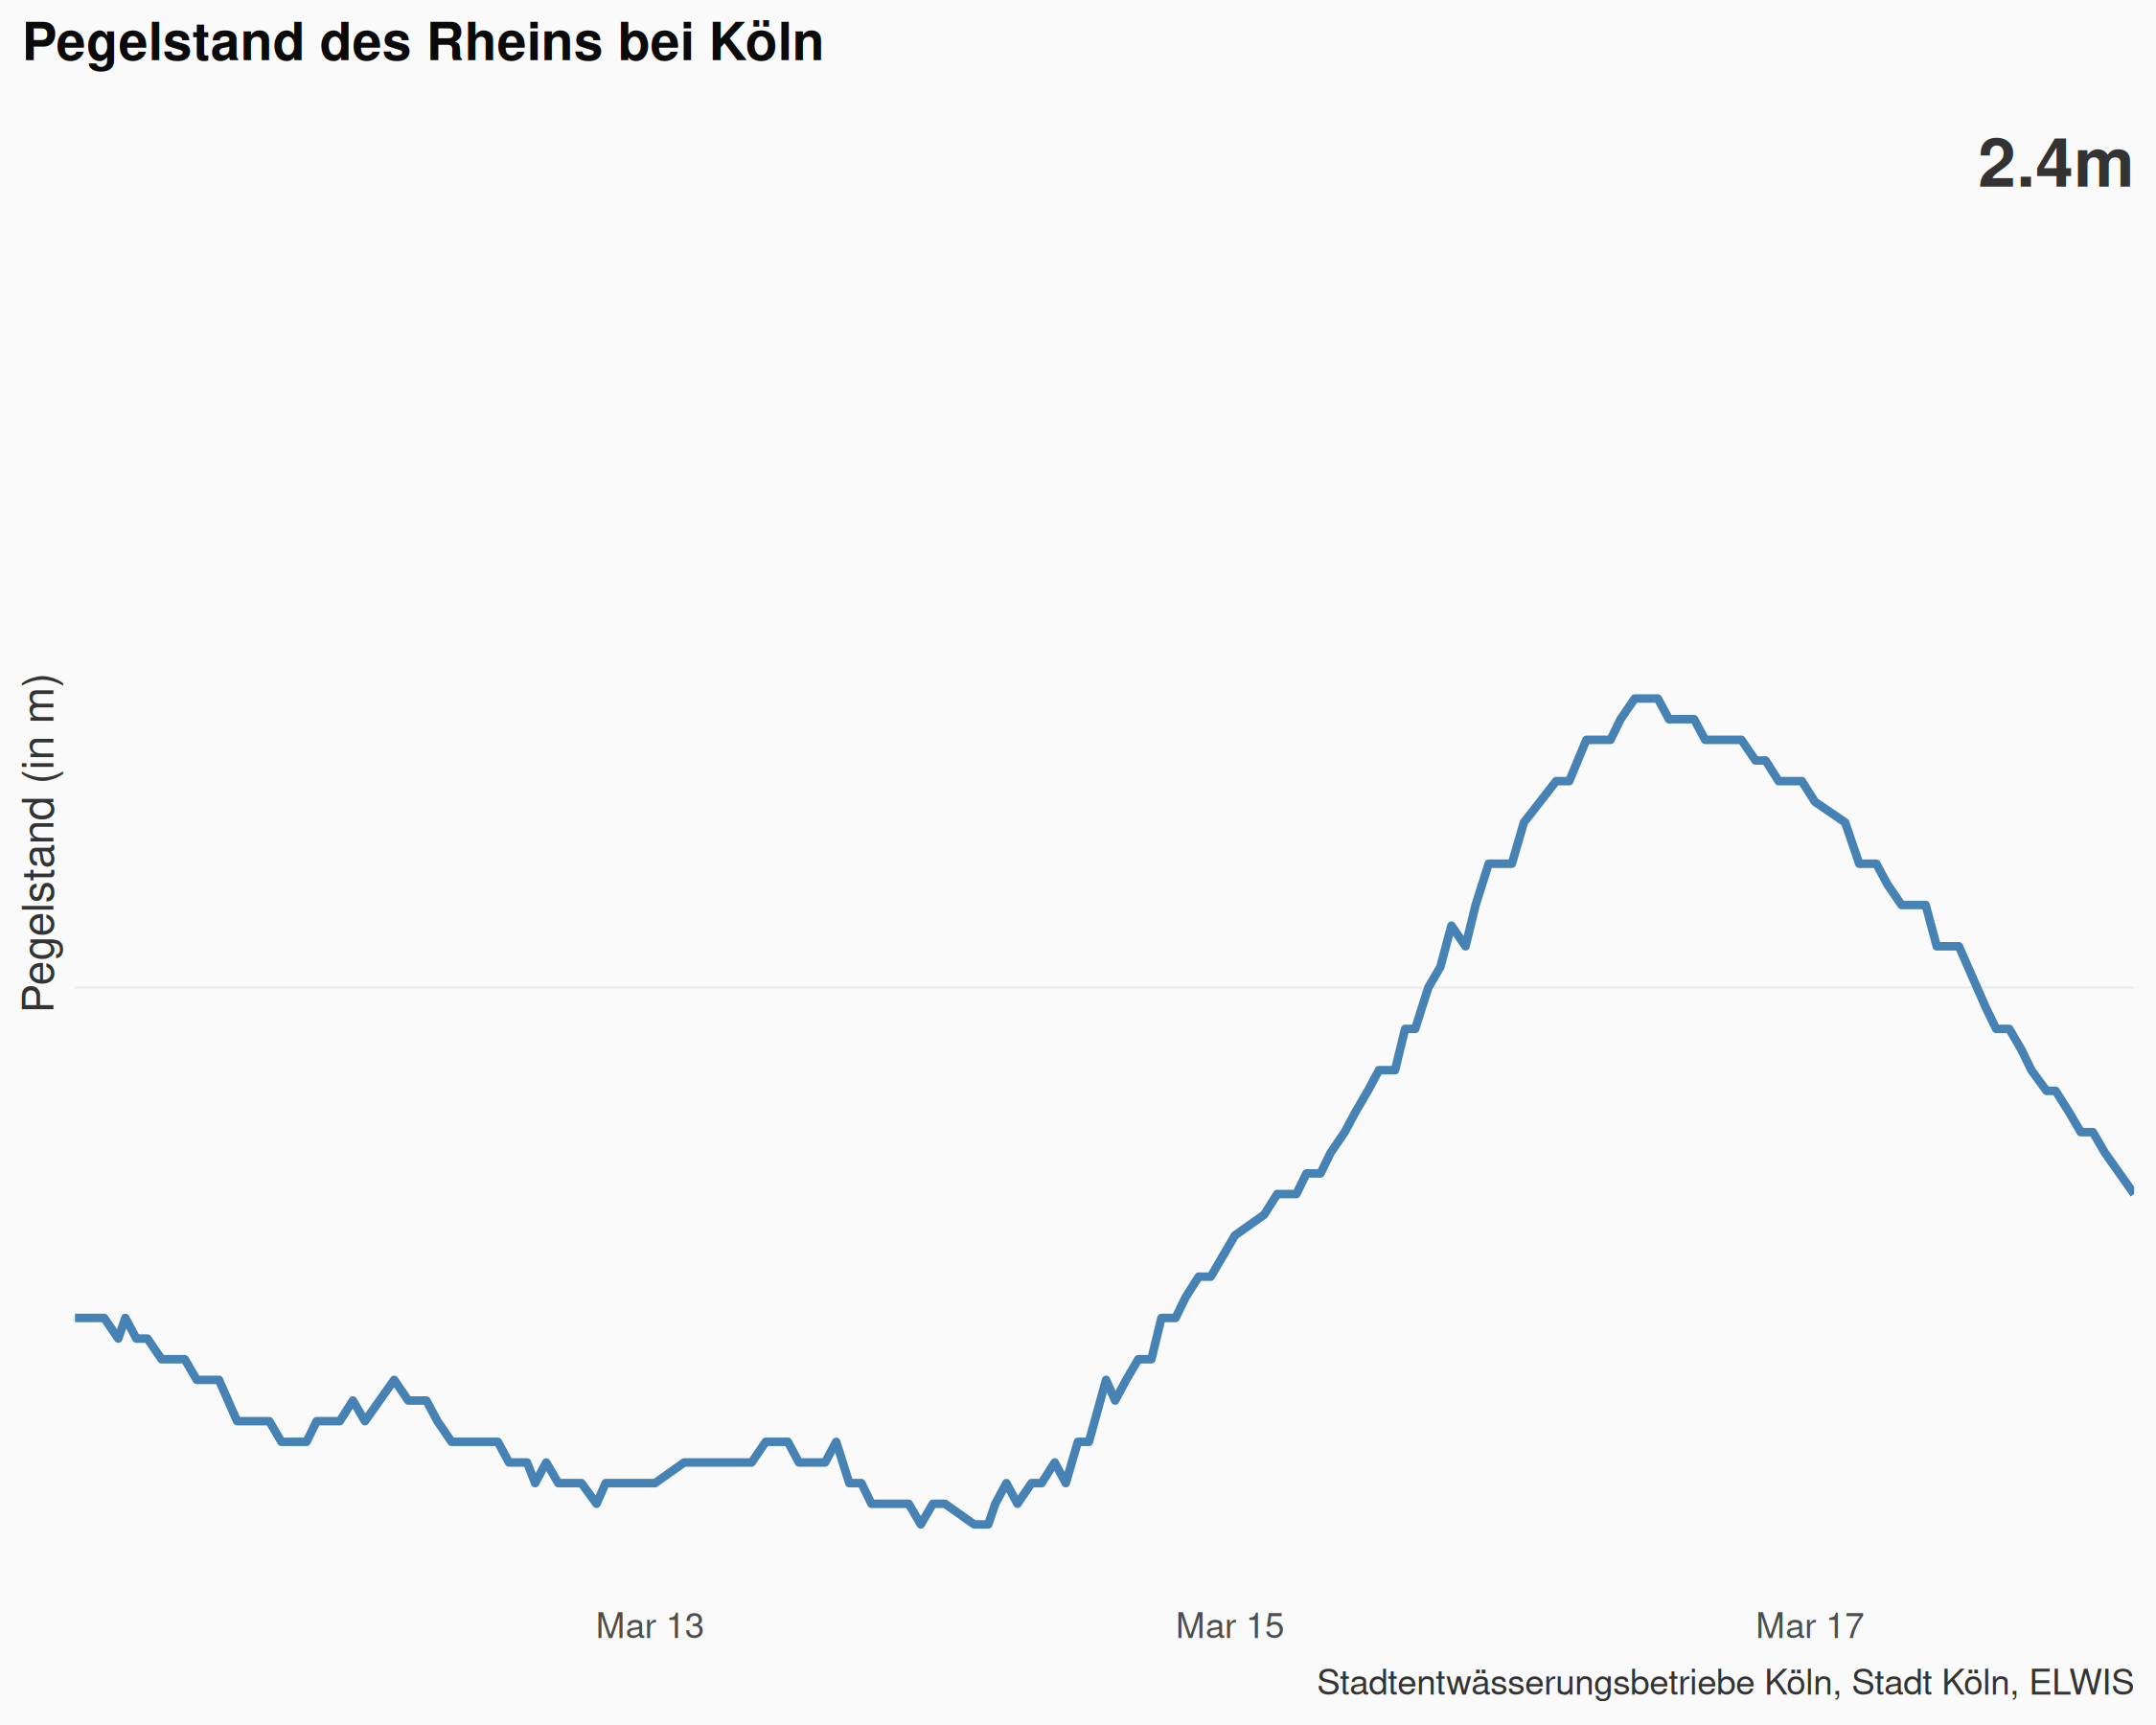 Pegelstand des Rheins bei Köln
2.4m
Pegelstand (in m)
Mar 13
Mar 15
Mar 17
Stadtentwässerungsbetriebe Köln, Stadt Köln, ELWIS